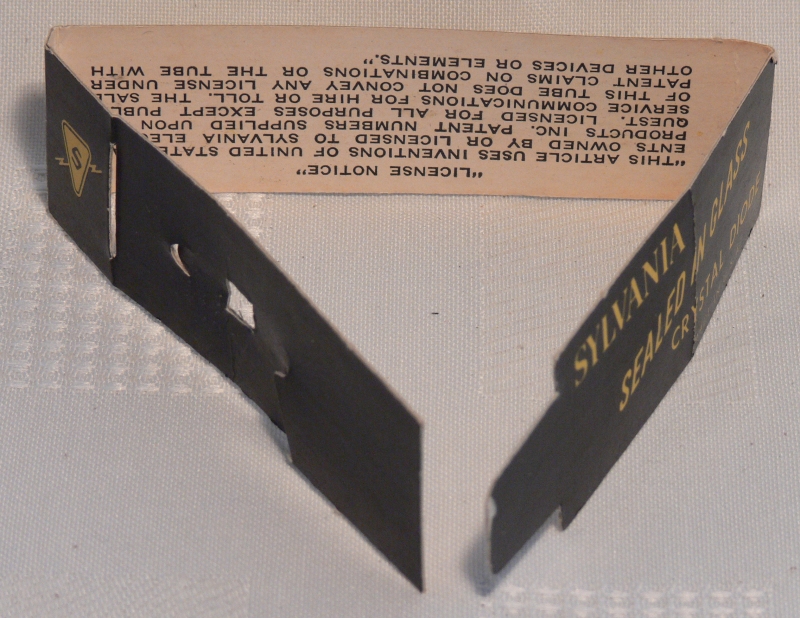 "LICENSE NOTICE"
"THIS ARTICLE USES INVENTIONS OF UNITED STATE
ENTS OWNED BY OR LICENSED TO SYLVANIA ELE
PRODUCTS INC. PATENT NUMBERS SUPPLIED UPON
QUEST. LICENSED FOR ALL PURPOSES EXCEPT PUBL
SERVICE COMMUNICATIONS FOR HIRE OR TOLL. THE SALE
OF THIS TUBE DOES NOT CONVEY ANY LICENSE UNDER
PATENT CLAIMS ON COMBINATIONS OR THE TUBE WITH
OTHER DEVICES OR ELEMENTS."
S
SYLVANIA
SEALED IN GLASS
CRYSTAL DIODE